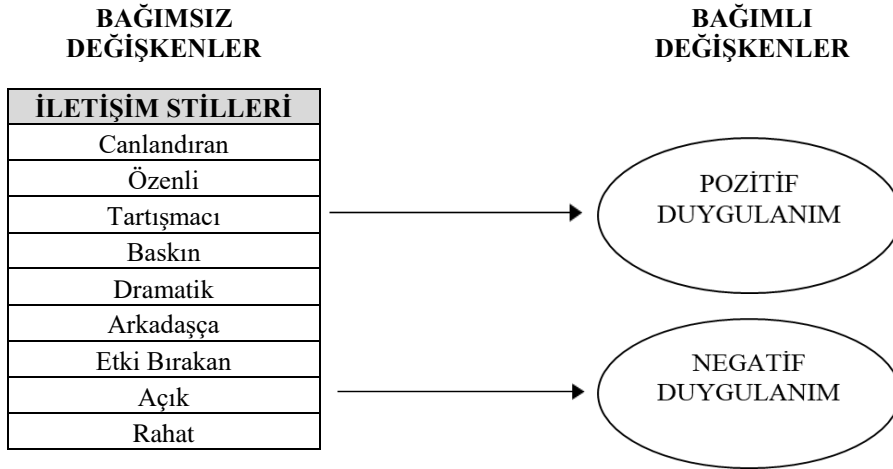 BAĞIMSIZ
DEĞİŞKENLER
BAĞIMLI
DEĞİŞKENLER
İLETİŞİM STİLLERİ
Canlandıran
Özenli
Tartışmacı
Baskın
Dramatik
Arkadaşça
Etki Bırakan
Açık
Rahat
POZİTİF
DUYGULANIM
NEGATİF
DUYGULANIM